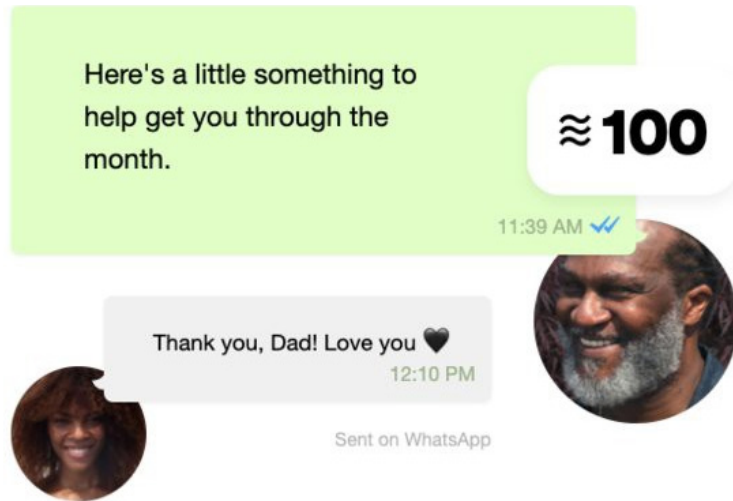 Here's a little something to
help get you through the
month.
≋100
11:39 AM
Thank you, Dad! Love you 🖤
12:10 PM
Sent on WhatsApp